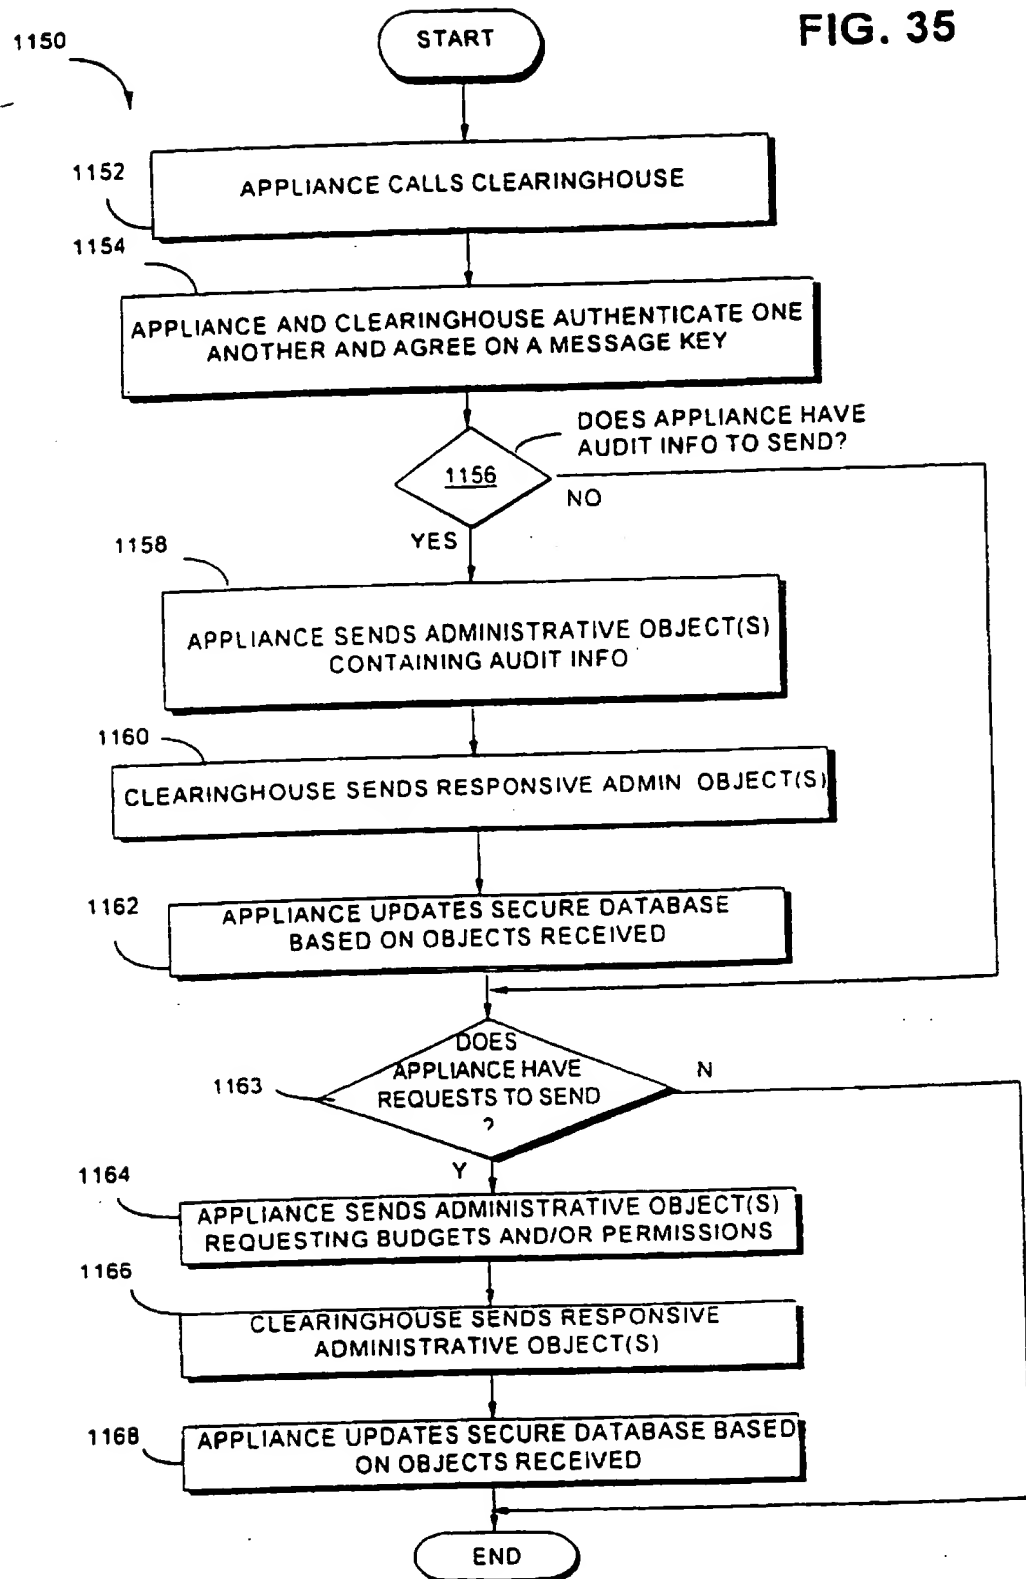 FIG. 35
1150
START
1152
APPLIANCE CALLS CLEARINGHOUSE
1154
APPLIANCE AND CLEARINGHOUSE AUTHENTICATE ONE
ANOTHER AND AGREE ON A MESSAGE KEY
DOES APPLIANCE HAVE
AUDIT INFO TO SEND?
1156
NO
YES
1158
APPLIANCE SENDS ADMINISTRATIVE OBJECT(S)
CONTAINING AUDIT INFO
1160
CLEARINGHOUSE SENDS RESPONSIVE ADMIN OBJECT(S)
1162
APPLIANCE UPDATES SECURE DATABASE
BASED ON OBJECTS RECEIVED
DOES
APPLIANCE HAVE
REQUESTS TO SEND
?
1163
N
Y
1164
APPLIANCE SENDS ADMINISTRATIVE OBJECT(S)
REQUESTING BUDGETS AND/OR PERMISSIONS
1166
CLEARINGHOUSE SENDS RESPONSIVE
ADMINISTRATIVE OBJECT(S)
1168
APPLIANCE UPDATES SECURE DATABASE BASED
ON OBJECTS RECEIVED
END